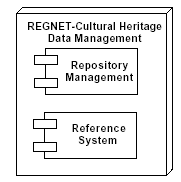 REGNET-Cultural Heritage
Data Management
Repository
Management
Reference
System